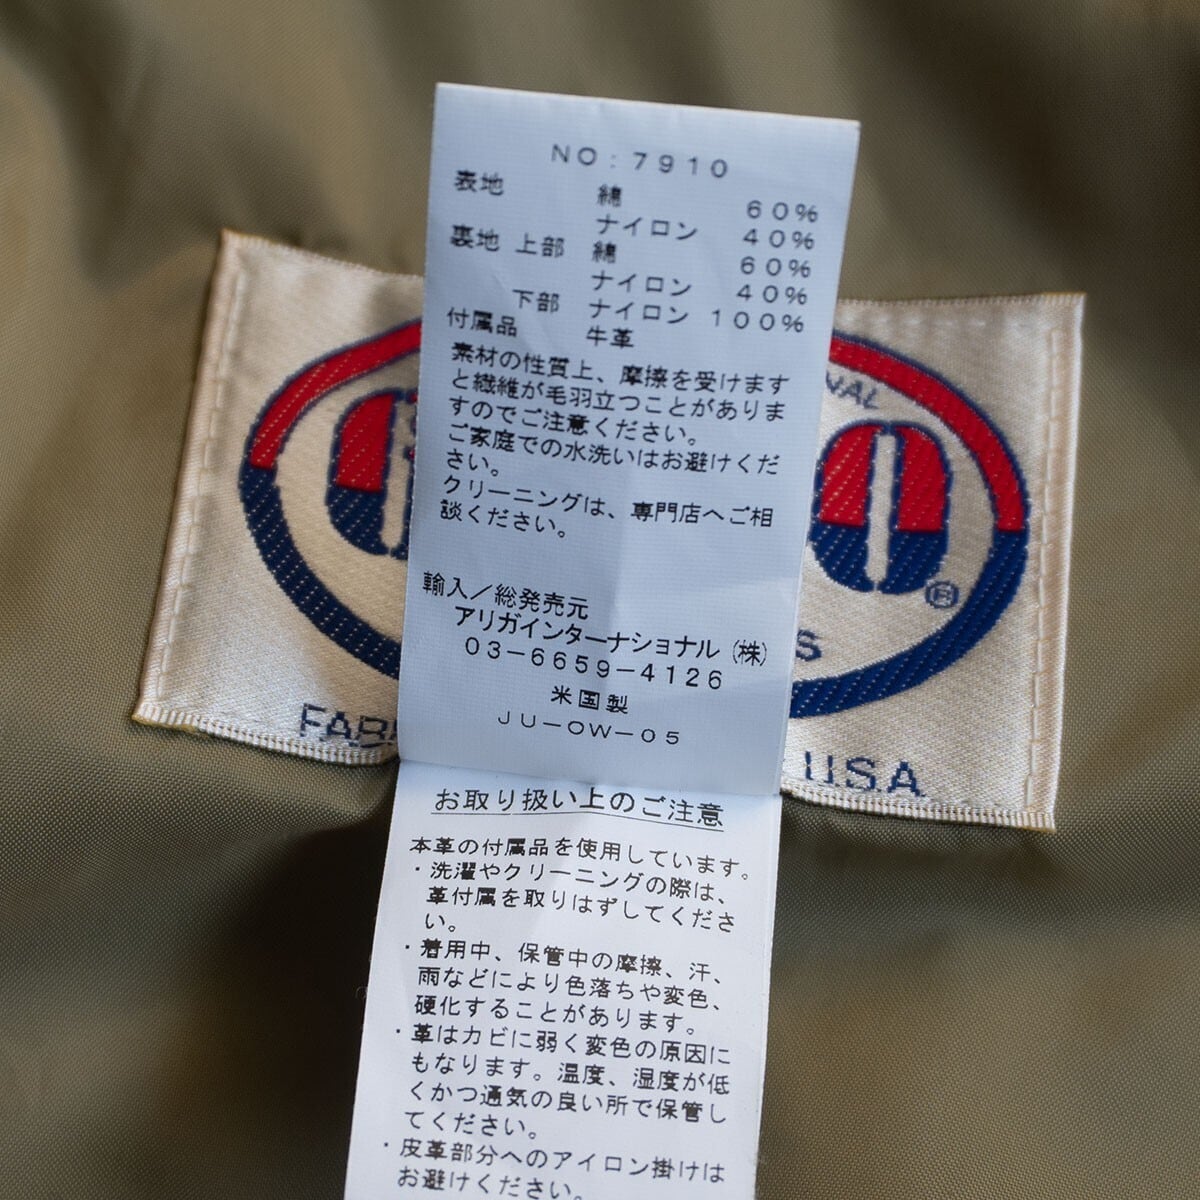 NO:7910
表地 綿 60%
ナイロン 40%
裏地 上部 綿 60%
ナイロン 40%
下部 ナイロン 100%
付属品 牛革
素材の性質上、摩擦を受けます
と繊維が毛羽立つことがありま
すのでご注意ください。
ご家庭での水洗いはお避けくだ
さい。
クリーニングは、専門店へご相
談ください。
輸入/総発売元
アリガインターナショナル(株)
03-6659-4126
米国製
JU-OW-05
お取り扱い上のご注意
本革の付属品を使用しています。
・洗濯やクリーニングの際は、
革付属を取りはずしてくださ
い。
・着用中、保管中の摩擦、汗、
雨などにより色落ちや変色、
硬化することがあります。
・革はカビに弱く変色の原因に
もなります。温度、湿度が低
くかつ通気の良い所で保管し
てください。
・皮革部分へのアイロン掛けは
お避けください。
®
USA